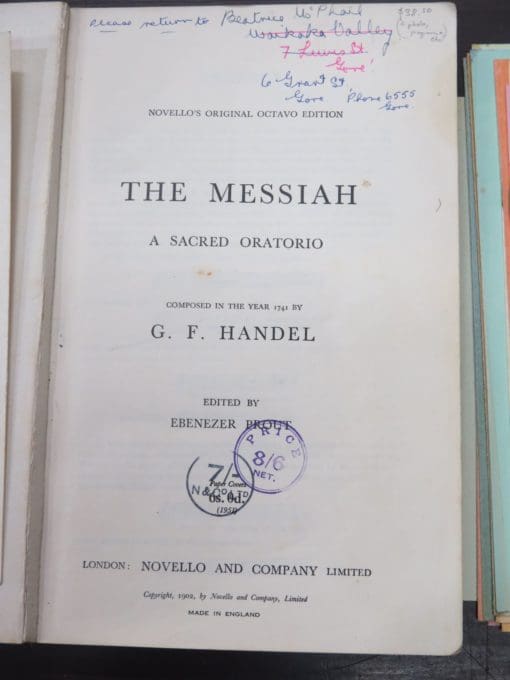 Please return to Beatrice McPhail
Waikaka Valley
7 Lewis St.
Gore
6 Grant St.
Gore Phone 6555
Gore.
$38.50
NOVELLO'S ORIGINAL OCTAVO EDITION
THE MESSIAH
A SACRED ORATORIO
COMPOSED IN THE YEAR 1741 BY
G. F. HANDEL
EDITED BY
EBENEZER PROUT
PRICE
8/6
NET.
7/-
N & Co LTD
Paper Covers
6s. 0d.
(1951)
LONDON: NOVELLO AND COMPANY LIMITED
Copyright, 1902, by Novello and Company, Limited
MADE IN ENGLAND